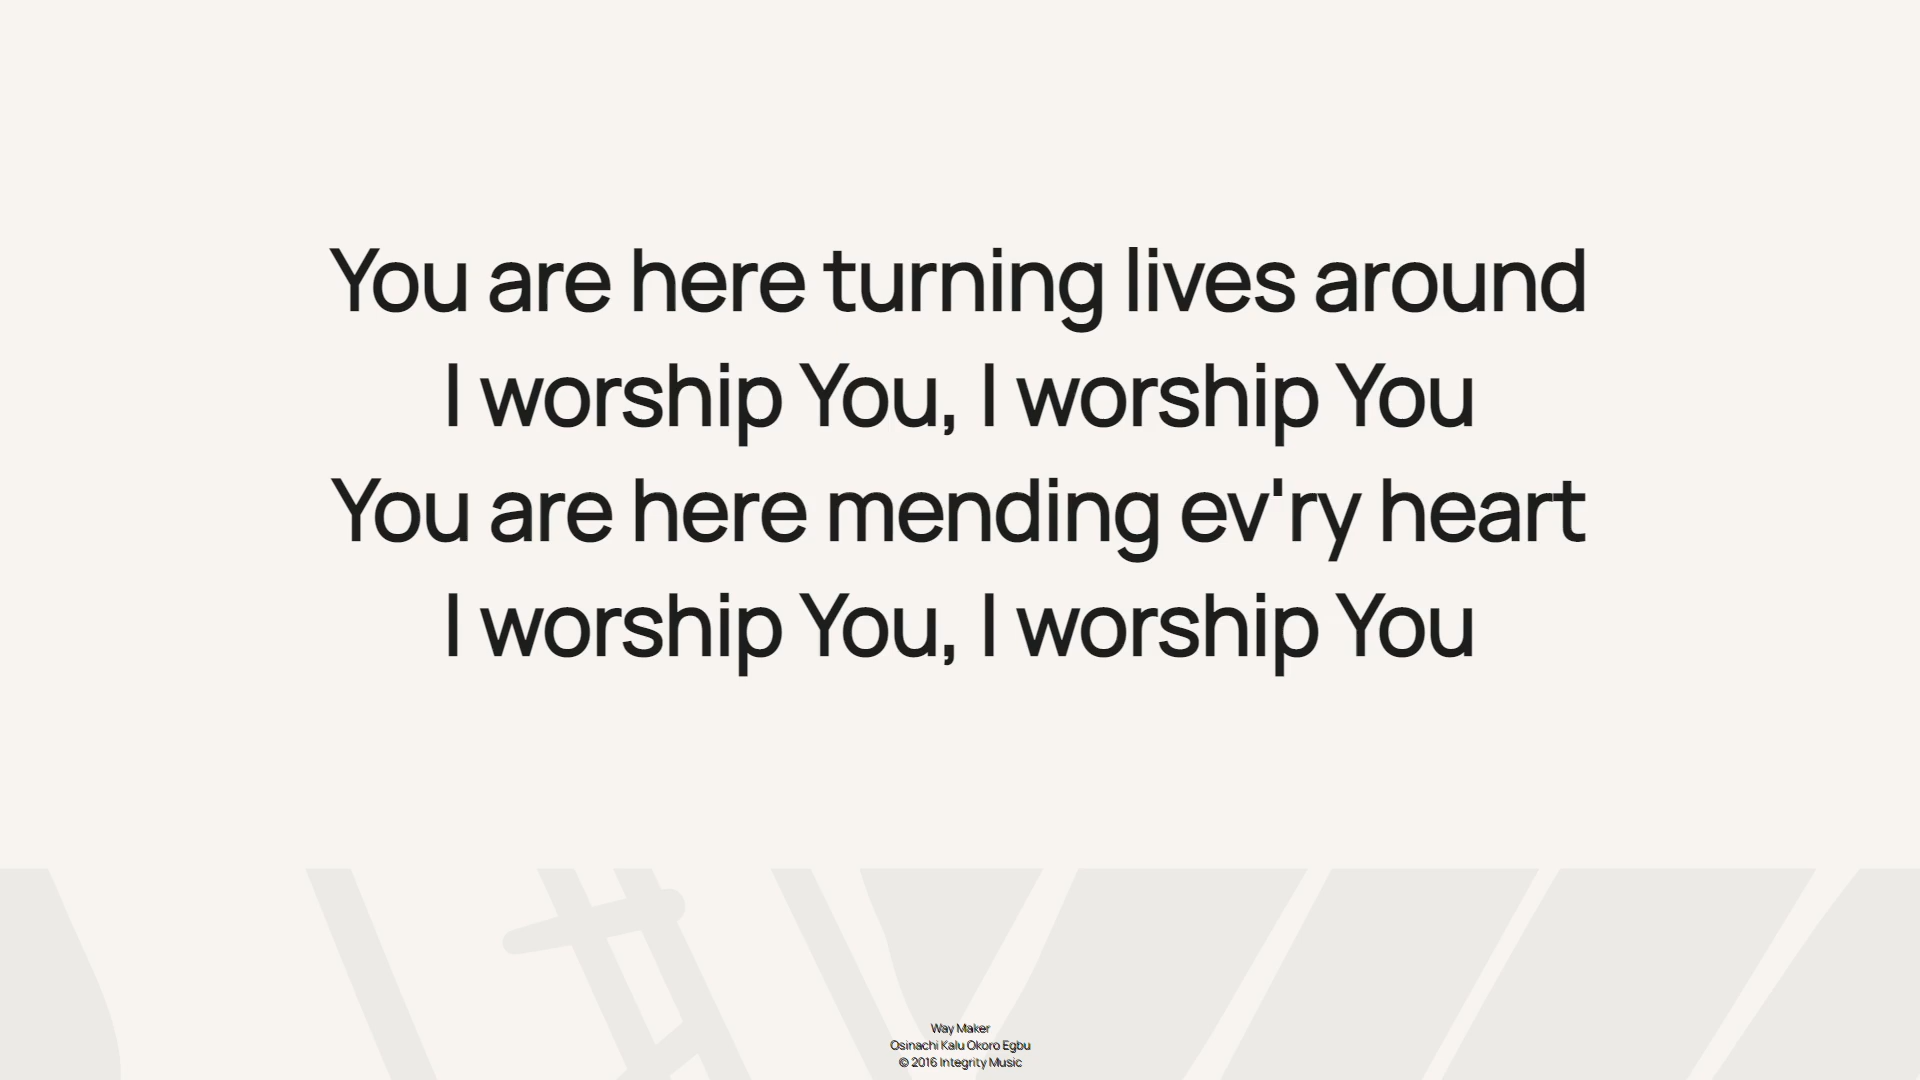 You are here turning lives around
I worship You, I worship You
You are here mending ev'ry heart
I worship You, I worship You
Way Maker
Osinachi Kalu Okoro Egbu
© 2016 Integrity Music